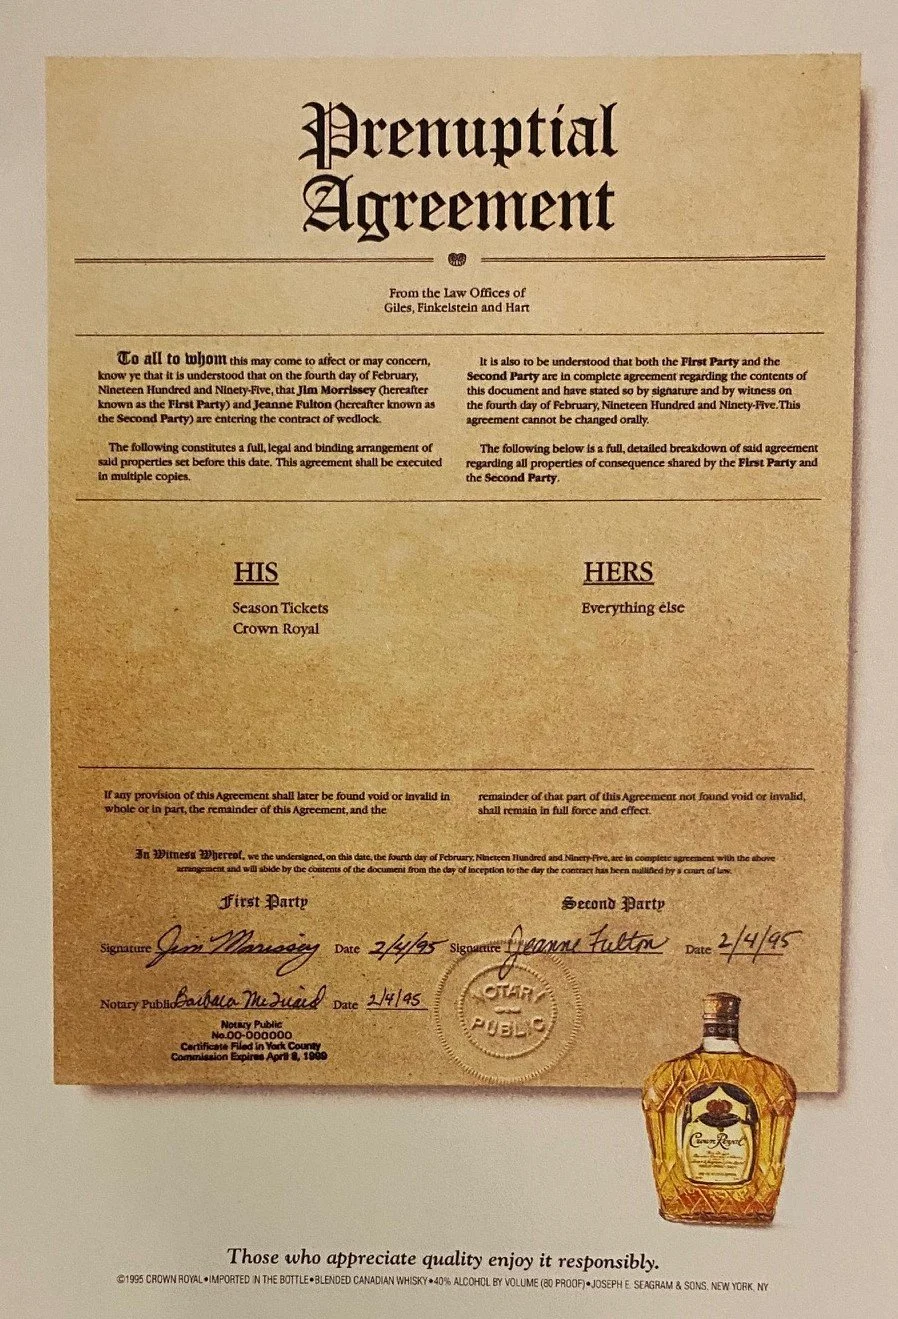 Prenuptial
Agreement
From the Law Offices of
Giles, Finkelstein and Hart
To all to whom this may come to affect or may concern,
know ye that it is understood that on the fourth day of February,
Nineteen Hundred and Ninety-Five, that Jim Morrissey (hereafter
known as the First Party) and Jeanne Fulton (hereafter known as
the Second Party) are entering the contract of wedlock.
The following constitutes a full, legal and binding arrangement of
said properties set before this date. This agreement shall be executed
in multiple copies.
It is also to be understood that both the First Party and the
Second Party are in complete agreement regarding the contents of
this document and have stated so by signature and by witness on
the fourth day of February, Nineteen Hundred and Ninety-Five. This
agreement cannot be changed orally.
The following below is a full, detailed breakdown of said agreement
regarding all properties of consequence shared by the First Party and
the Second Party.
HIS
Season Tickets
Crown Royal
HERS
Everything else
If any provision of this Agreement shall later be found void or invalid in
whole or in part, the remainder of this Agreement, and the
remainder of that part of this Agreement not found void or invalid,
shall remain in full force and effect.
In Witness Whereof, we the undersigned, on this date, the fourth day of February, Nineteen Hundred and Ninety-Five, are in complete agreement with the above
arrangement and will abide by the contents of the document from the day of inception to the day the contract has been nullified by a court of law.
First Party
Second Party
Signature Jim Morrissey Date 2/4/95 Signature Jeanne Fulton Date 2/4/95
Notary Public Barbara Date 2/4/95
Notary Public
No.00-000000
Certificate Filed in York County
Commission Expires April 8, 1999
NOTARY
PUBLIC
Crown Royal
Those who appreciate quality enjoy it responsibly.
©1995 CROWN ROYAL•IMPORTED IN THE BOTTLE•BLENDED CANADIAN WHISKY•40% ALCOHOL BY VOLUME (80 PROOF)•JOSEPH E. SEAGRAM & SONS, NEW YORK, NY